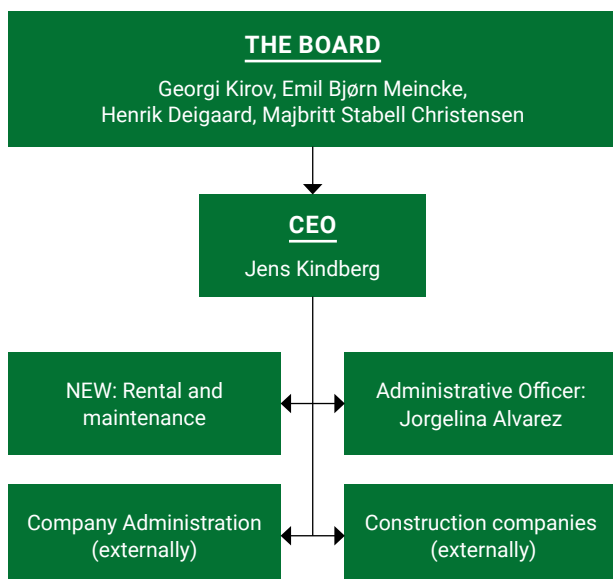 THE BOARD
Georgi Kirov, Emil Bjørn Meincke,
Henrik Deigaard, Majbritt Stabell Christensen
CEO
Jens Kindberg
NEW: Rental and
maintenance
Administrative Officer:
Jorgelina Alvarez
Company Administration
(externally)
Construction companies
(externally)